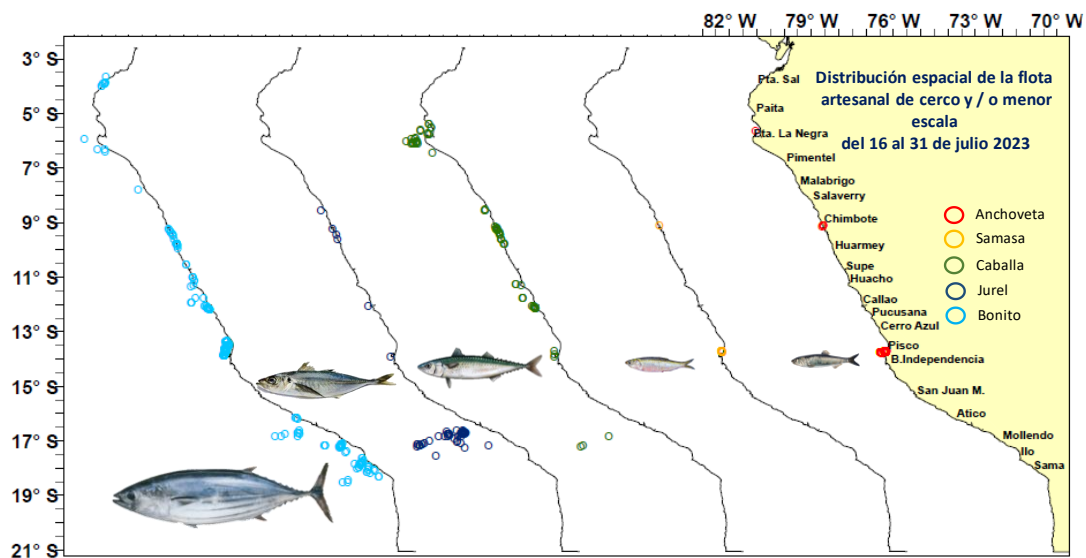 82° W 79° W 76° W 73° W 70° W
3° S
5° S
7° S
9° S
11° S
13° S
15° S
17° S
19° S
21° S
Distribución espacial de la flota
artesanal de cerco y / o menor
escala
del 16 al 31 de julio 2023
Pta. Sal
Paita
Pta. La Negra
Pimentel
Malabrigo
Salaverry
Chimbote
Huarmey
Supe
Huacho
Callao
Pucusana
Cerro Azul
Pisco
B.Independencia
San Juan M.
Atico
Mollendo
Ilo
Sama
Anchoveta
Samasa
Caballa
Jurel
Bonito